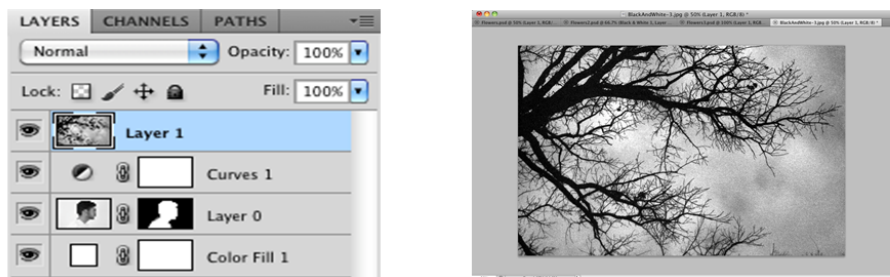 LAYERS CHANNELS PATHS
Normal Opacity: 100%
Lock: Fill: 100%
Layer 1
Curves 1
Layer 0
Color Fill 1
BlackAndWhite-1.jpg @ 50% (Layer 1, RGB/8) *